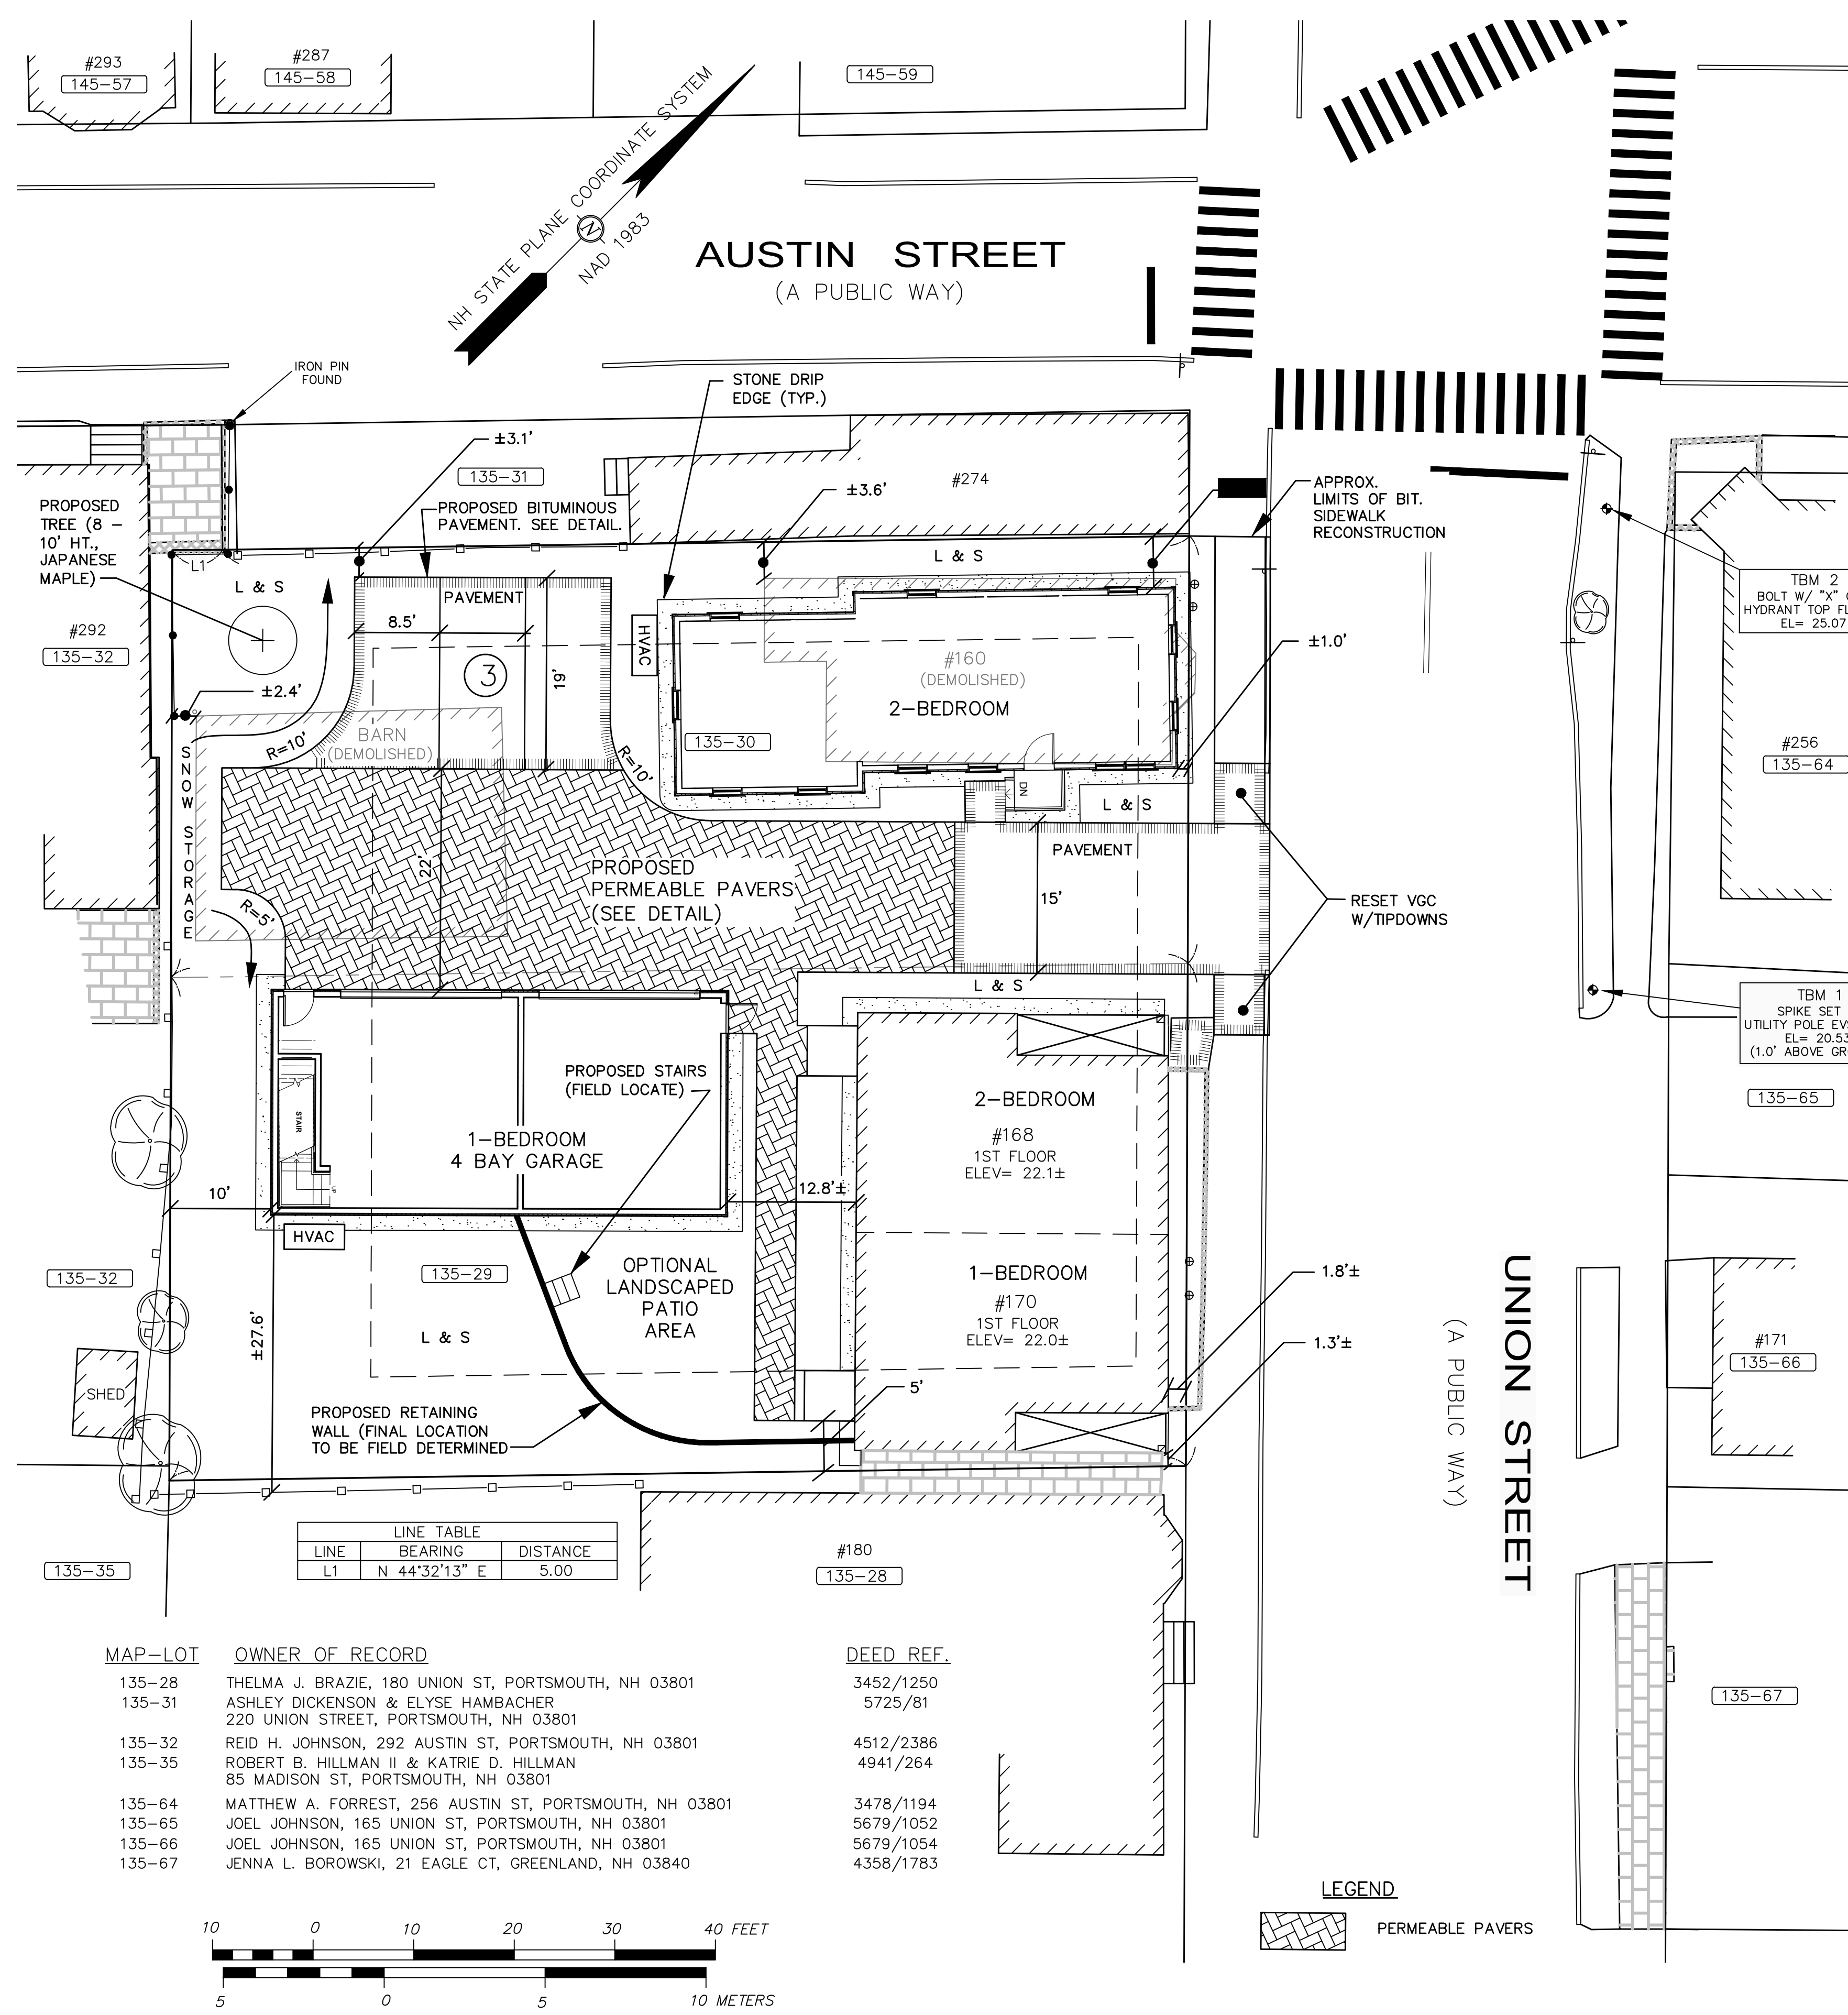 #293
145-57
#287
145-58
145-59
NH STATE PLANE COORDINATE SYSTEM
N
NAD 1983
AUSTIN STREET
(A PUBLIC WAY)
IRON PIN
FOUND
STONE DRIP
EDGE (TYP.)
±3.1'
135-31
#274
±3.6'
PROPOSED BITUMINOUS
PAVEMENT. SEE DETAIL.
APPROX.
LIMITS OF BIT.
SIDEWALK
RECONSTRUCTION
PROPOSED
TREE (8 -
10' HT.,
JAPANESE
MAPLE)
L1
L & S
L & S
PAVEMENT
8.5'
3
19'
HVAC
#160
(DEMOLISHED)
2-BEDROOM
135-30
±1.0'
TBM 2
BOLT W/ "X"
HYDRANT TOP
EL= 25.07
#292
135-32
±2.4'
R=10'
BARN
(DEMOLISHED)
R=10'
SNOW STORAGE
DN
L & S
#256
135-64
22'
PROPOSED
PERMEABLE PAVERS
(SEE DETAIL)
PAVEMENT
15'
R=5'
RESET VGC
W/TIPDOWNS
L & S
TBM 1
SPIKE SET
UTILITY POLE
EL= 20.53
(1.0' ABOVE
135-65
PROPOSED STAIRS
(FIELD LOCATE)
STAIR
UP
1-BEDROOM
4 BAY GARAGE
2-BEDROOM
#168
1ST FLOOR
ELEV= 22.1±
10'
12.8'±
HVAC
135-32
135-29
OPTIONAL
LANDSCAPED
PATIO
AREA
1-BEDROOM
#170
1ST FLOOR
ELEV= 22.0±
1.8'±
1.3'±
±27.6'
L & S
UNION STREET
(A PUBLIC WAY)
#171
135-66
SHED
5'
PROPOSED RETAINING
WALL (FINAL LOCATION
TO BE FIELD DETERMINED
LINE TABLE
LINE BEARING DISTANCE
L1 N 44°32'13" E 5.00
135-35
#180
135-28
135-67
MAP-LOT OWNER OF RECORD DEED REF.
135-28 THELMA J. BRAZIE, 180 UNION ST, PORTSMOUTH, NH 03801 3452/1250
135-31 ASHLEY DICKENSON & ELYSE HAMBACHER 5725/81
220 UNION STREET, PORTSMOUTH, NH 03801
135-32 REID H. JOHNSON, 292 AUSTIN ST, PORTSMOUTH, NH 03801 4512/2386
135-35 ROBERT B. HILLMAN II & KATRIE D. HILLMAN 4941/264
85 MADISON ST, PORTSMOUTH, NH 03801
135-64 MATTHEW A. FORREST, 256 AUSTIN ST, PORTSMOUTH, NH 03801 3478/1194
135-65 JOEL JOHNSON, 165 UNION ST, PORTSMOUTH, NH 03801 5679/1052
135-66 JOEL JOHNSON, 165 UNION ST, PORTSMOUTH, NH 03801 5679/1054
135-67 JENNA L. BOROWSKI, 21 EAGLE CT, GREENLAND, NH 03840 4358/1783
LEGEND
PERMEABLE PAVERS
10 0 10 20 30 40 FEET
5 0 5 10 METERS